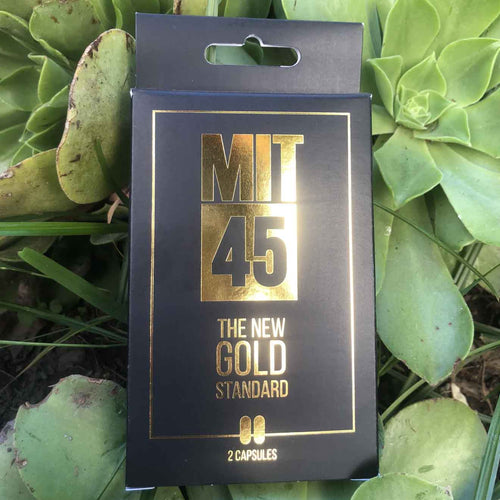 MIT
45
THE NEW
GOLD
STANDARD
2 CAPSULES